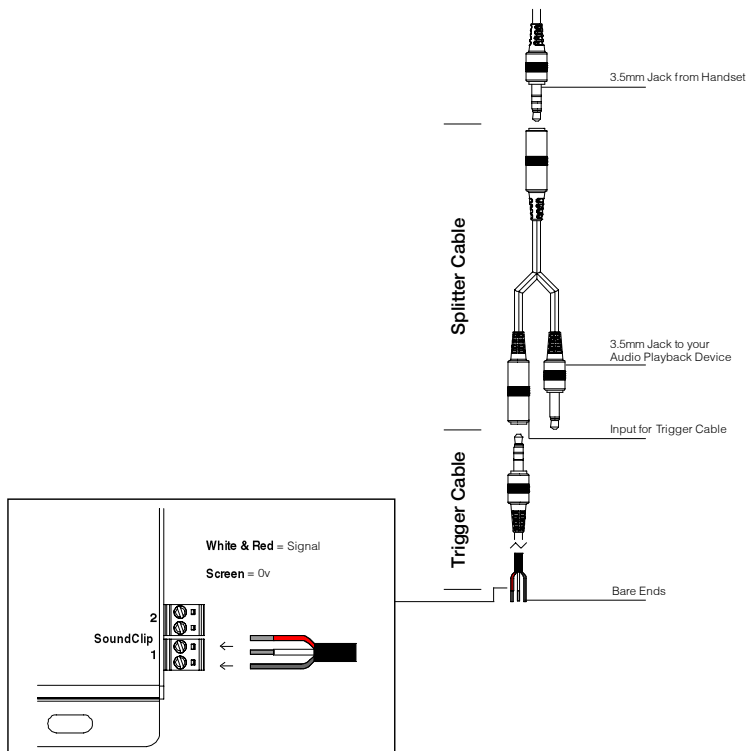 3.5mm Jack from Handset
Splitter Cable
3.5mm Jack to your
Audio Playback Device
Input for Trigger Cable
Trigger Cable
Bare Ends
White & Red = Signal
Screen = 0v
2
SoundClip
1